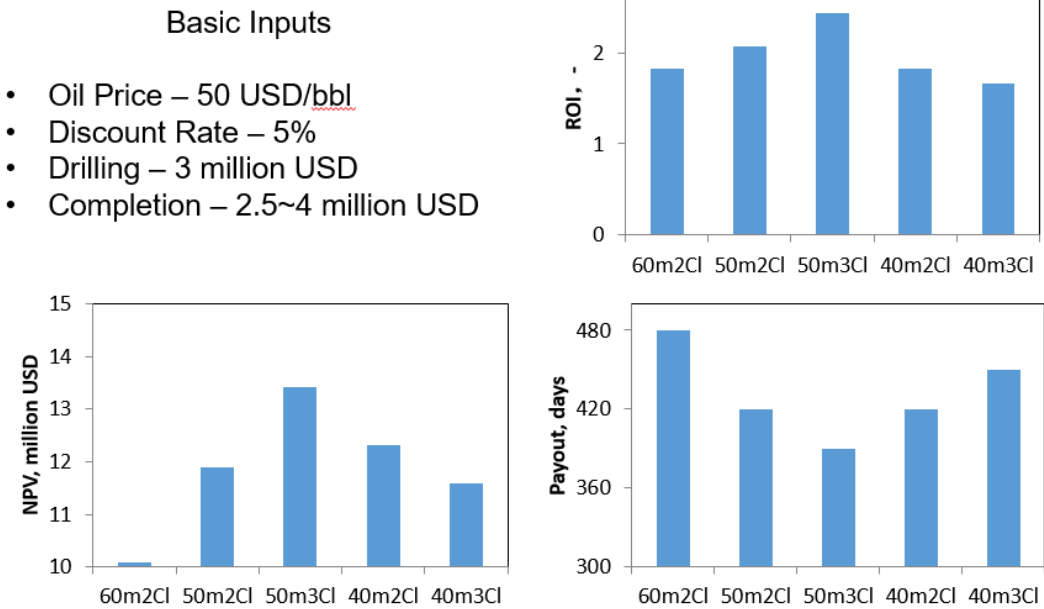 Basic Inputs
• Oil Price – 50 USD/bbl
• Discount Rate – 5%
• Drilling – 3 million USD
• Completion – 2.5~4 million USD
ROI, -
2
1
0
60m2Cl 50m2Cl 50m3Cl 40m2Cl 40m3Cl
NPV, million USD
15
14
13
12
11
10
60m2Cl 50m2Cl 50m3Cl 40m2Cl 40m3Cl
Payout, days
480
420
360
300
60m2Cl 50m2Cl 50m3Cl 40m2Cl 40m3Cl